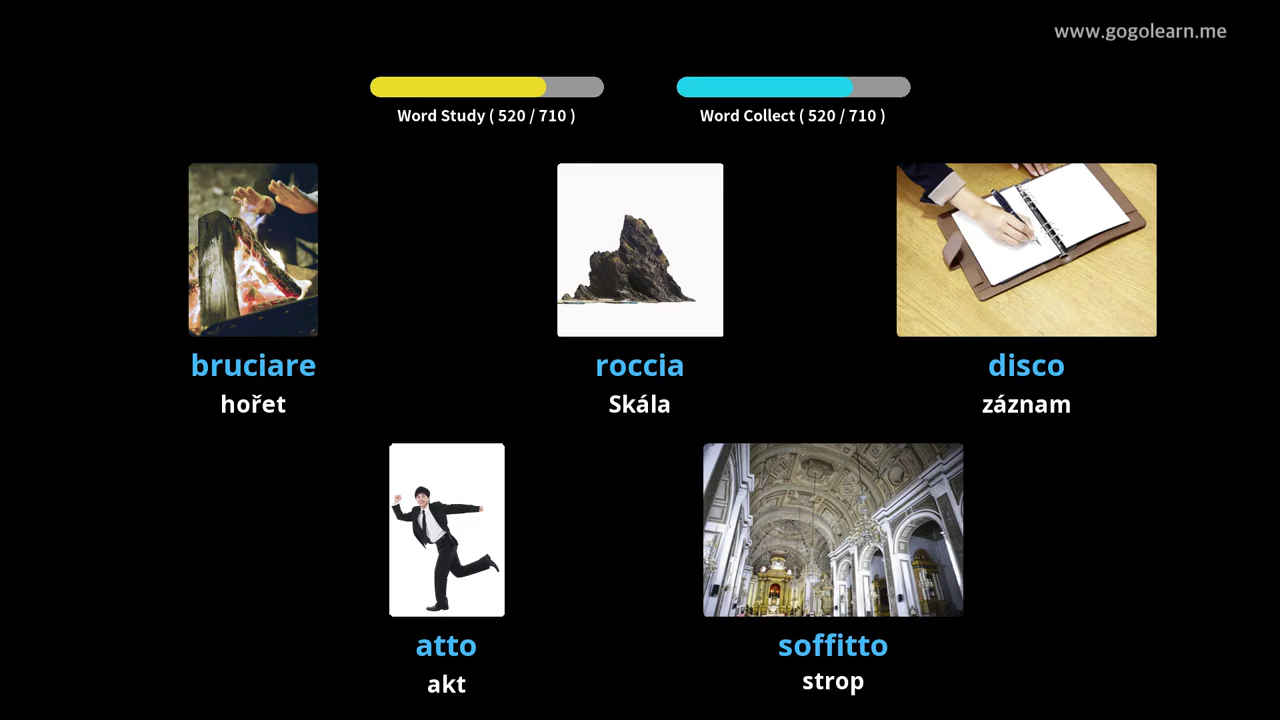 www.gogolearn.me
Word Study ( 520 / 710 )
Word Collect ( 520 / 710 )
bruciare
hořet
roccia
Skála
disco
záznam
atto
akt
soffitto
strop